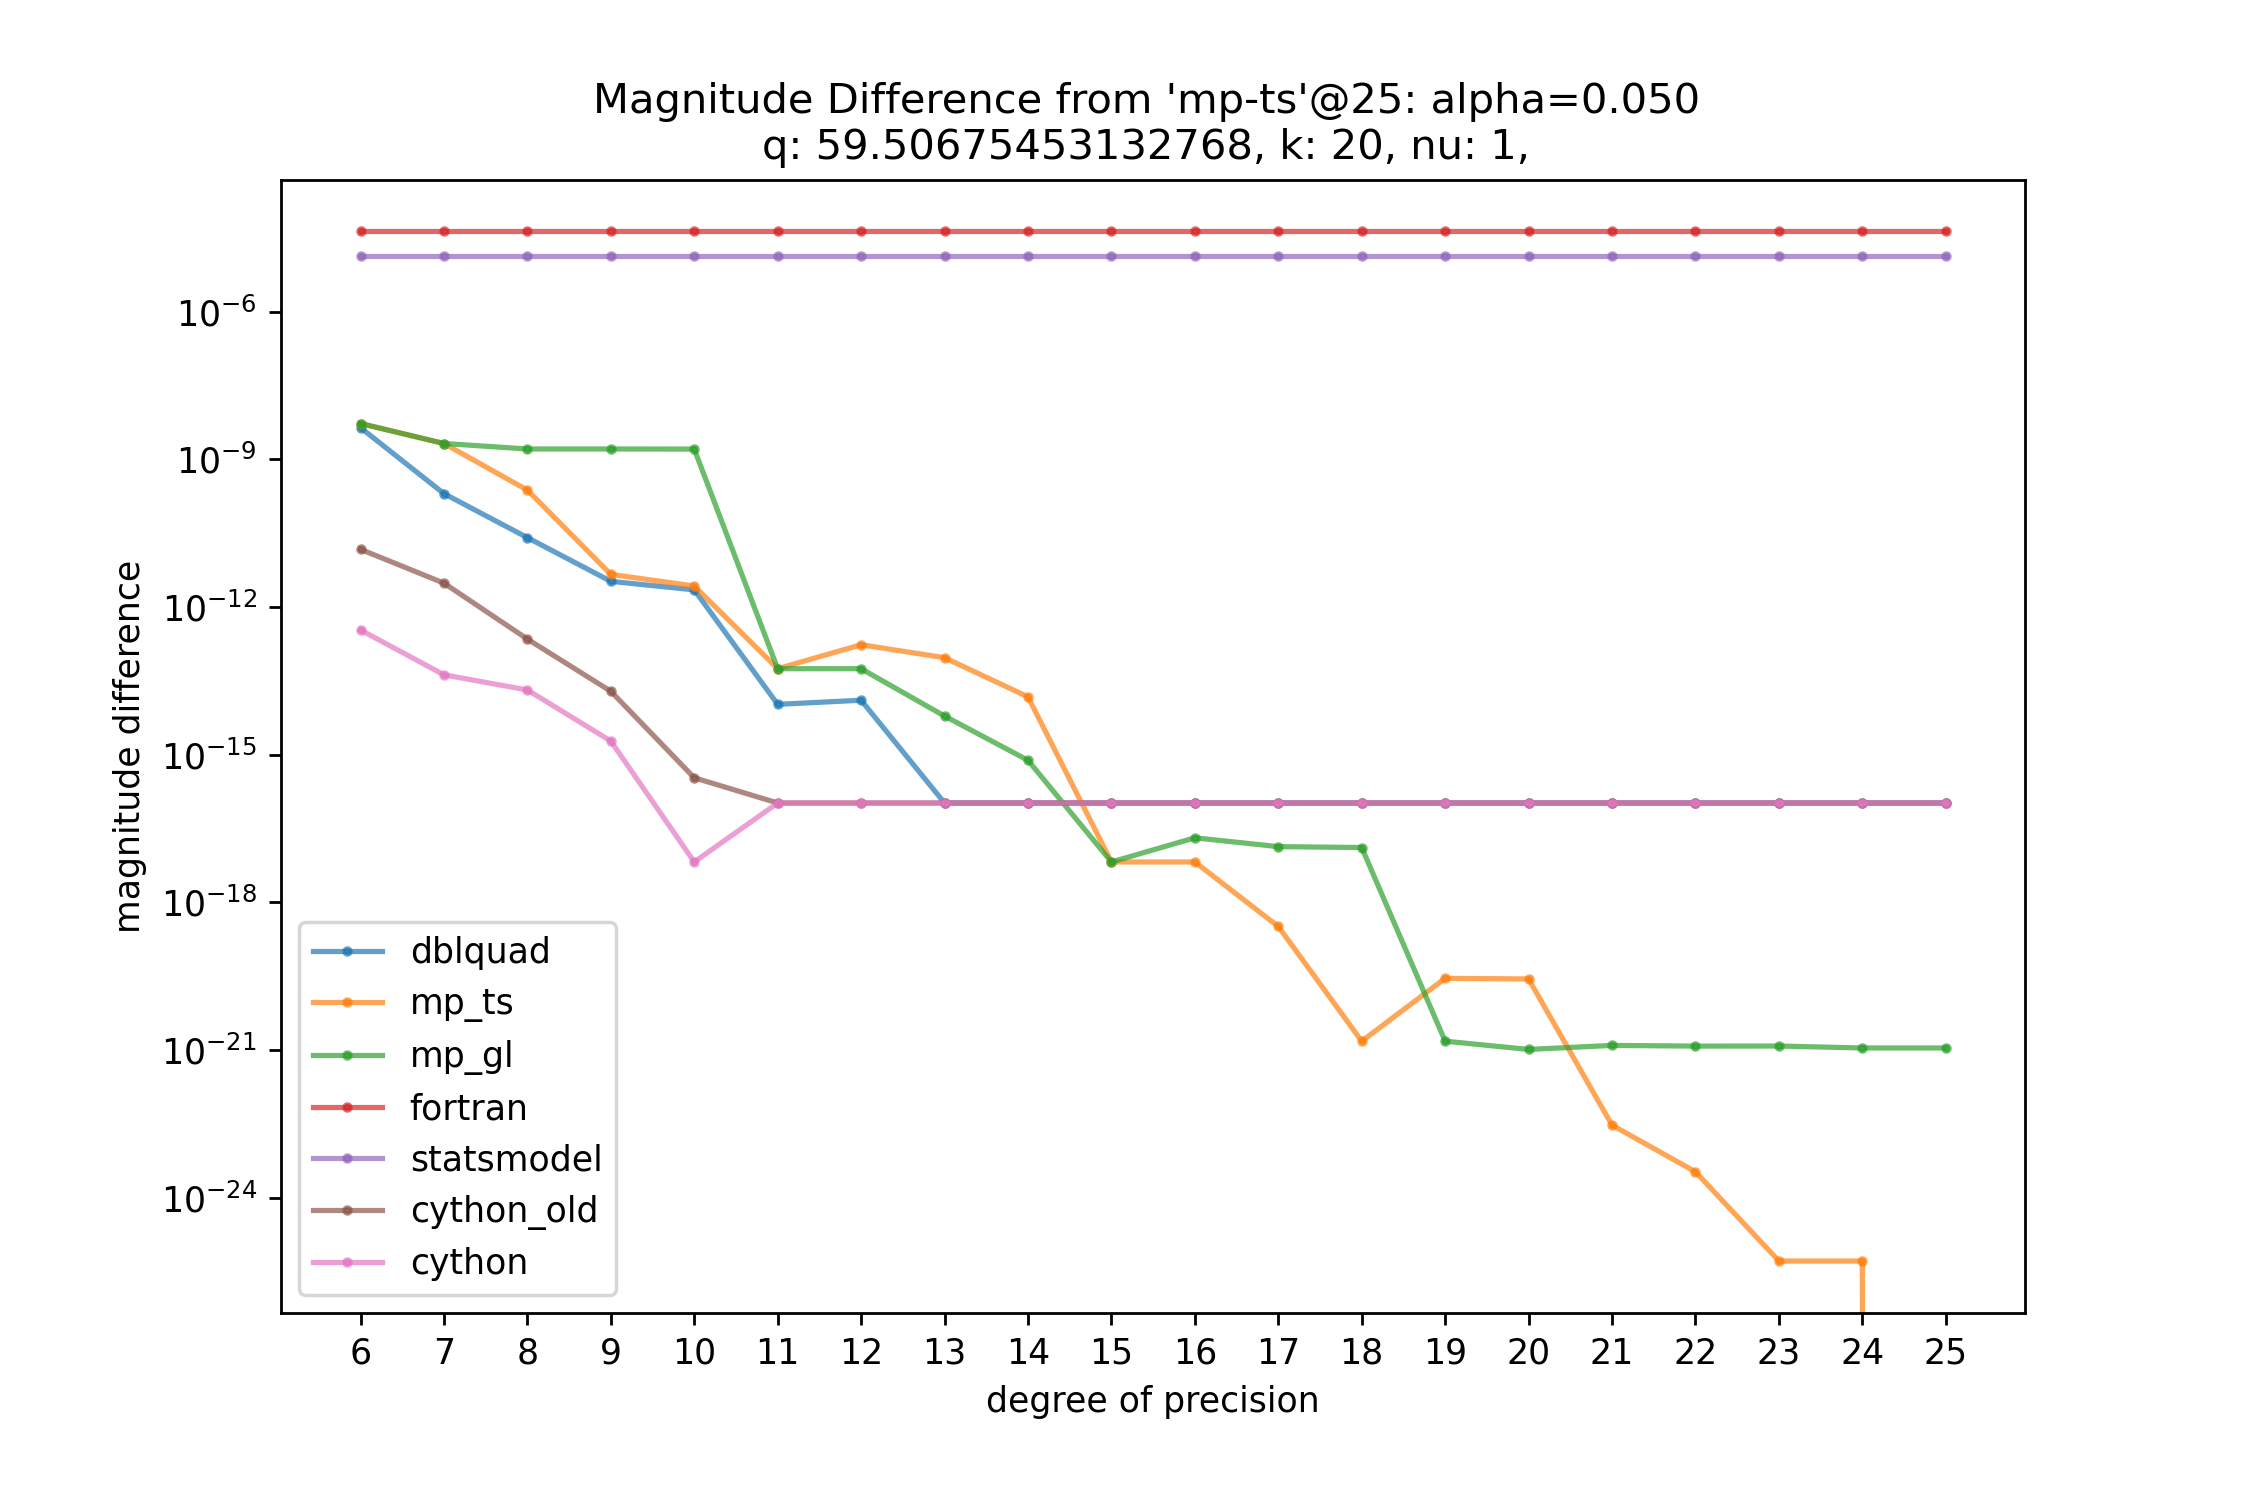 Magnitude Difference from 'mp-ts'@25: alpha=0.050
q: 59.50675453132768, k: 20, nu: 1,
magnitude difference
10⁻⁶
10⁻⁹
10⁻¹²
10⁻¹⁵
10⁻¹⁸
10⁻²¹
10⁻²⁴
dblquad
mp_ts
mp_gl
fortran
statsmodel
cython_old
cython
6 7 8 9 10 11 12 13 14 15 16 17 18 19 20 21 22 23 24 25
degree of precision